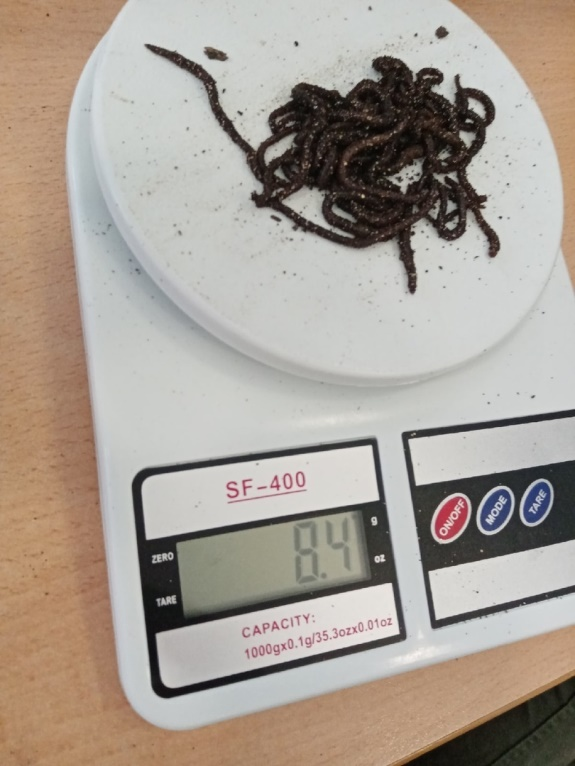 SF-400
8.4
g
oz
ZERO
TARE
CAPACITY:
1000gx0.1g/35.3ozx0.01oz
ON/OFF
MODE
TARE